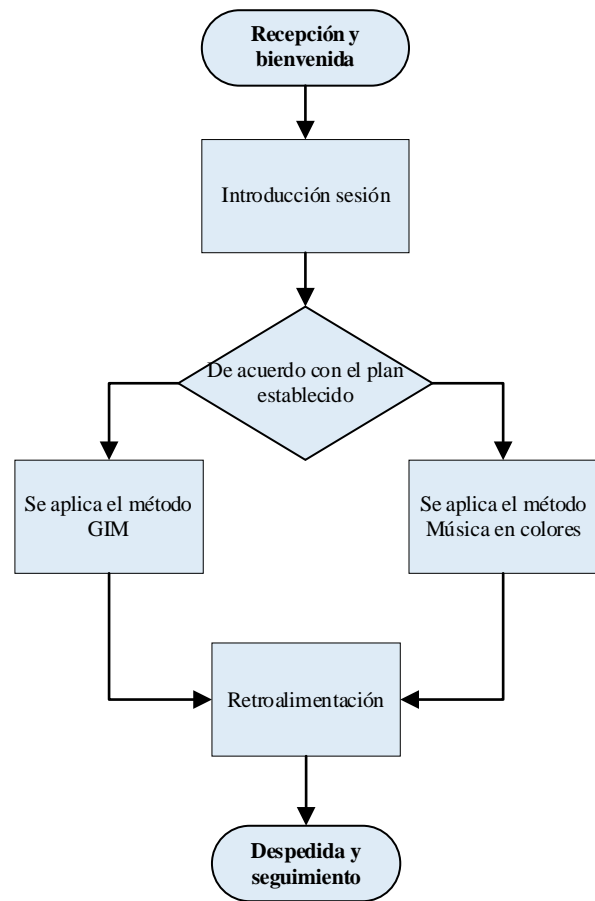 Recepción y
bienvenida
Introducción sesión
De acuerdo con el plan
establecido
Se aplica el método
GIM
Se aplica el método
Música en colores
Retroalimentación
Despedida y
seguimiento